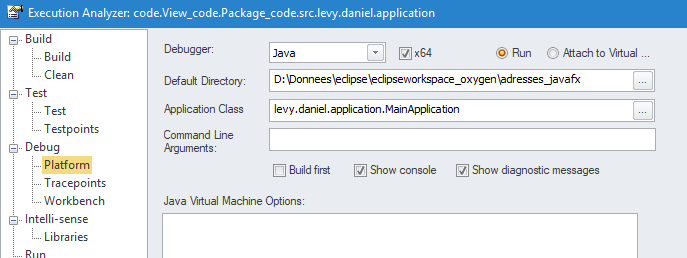 Execution Analyzer: code.View_code.Package_code.src.levy.daniel.application
Build
Build
Clean
Test
Test
Testpoints
Debug
Platform
Tracepoints
Workbench
Intelli-sense
Libraries
Run
Debugger: Java x64 Run Attach to Virtual ...
Default Directory: D:\Donnees\eclipse\eclipseworkspace_oxygen\adresses_javafx ...
Application Class levy.daniel.application.MainApplication ...
Command Line
Arguments:
Build first Show console Show diagnostic messages
Java Virtual Machine Options: